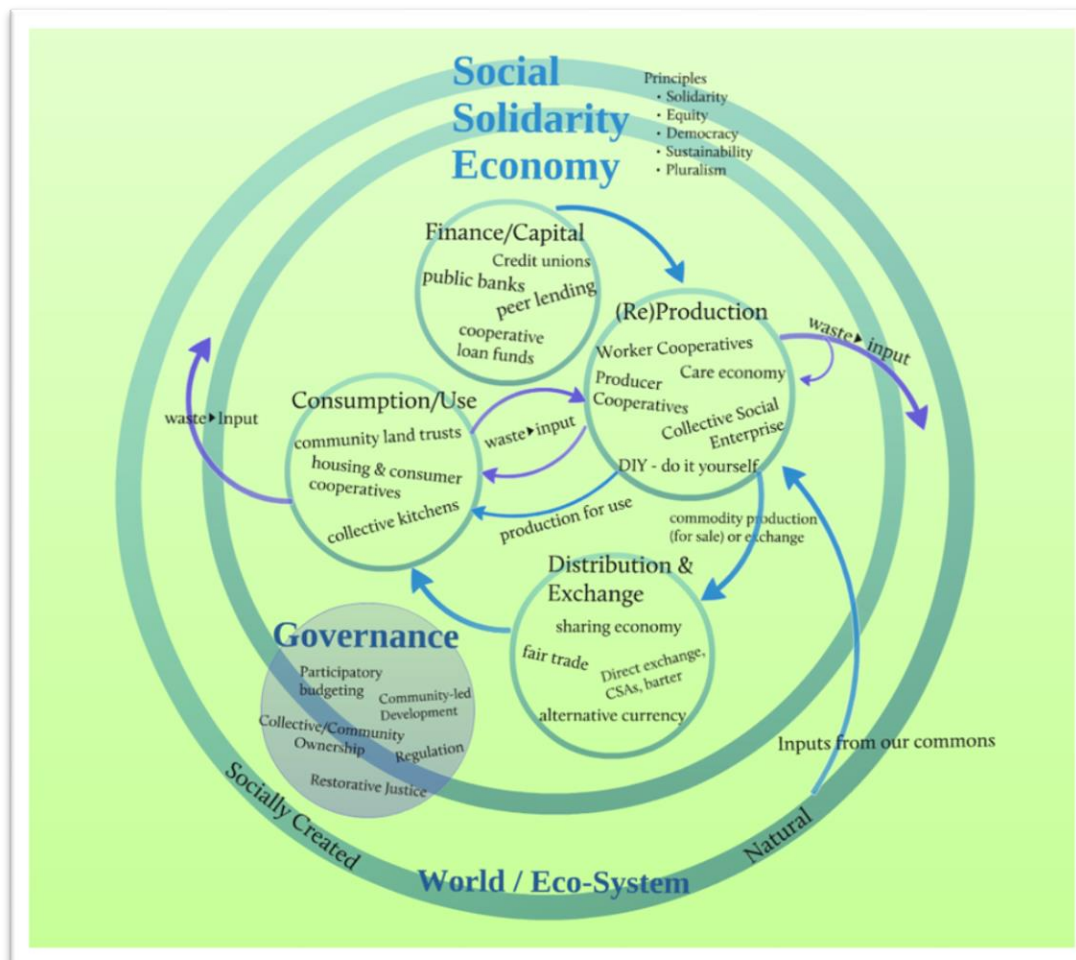 Social
Solidarity
Economy
Principles
• Solidarity
• Equity
• Democracy
• Sustainability
• Pluralism
Finance/Capital
Credit unions
public banks
peer lending
cooperative
loan funds
(Re)Production
Worker Cooperatives
Care economy
Producer
Cooperatives
Collective Social
Enterprise
DIY - do it yourself
waste▸input
Consumption/Use
community land trusts
housing & consumer
cooperatives
collective kitchens
waste▸Input
waste▸input
production for use
commodity production
(for sale) or exchange
Distribution &
Exchange
sharing economy
fair trade
Direct exchange,
CSAs, barter
alternative currency
Governance
Participatory
budgeting
Community-led
Development
Collective/Community
Ownership
Regulation
Restorative Justice
Inputs from our commons
Socially Created
Natural
World / Eco-System